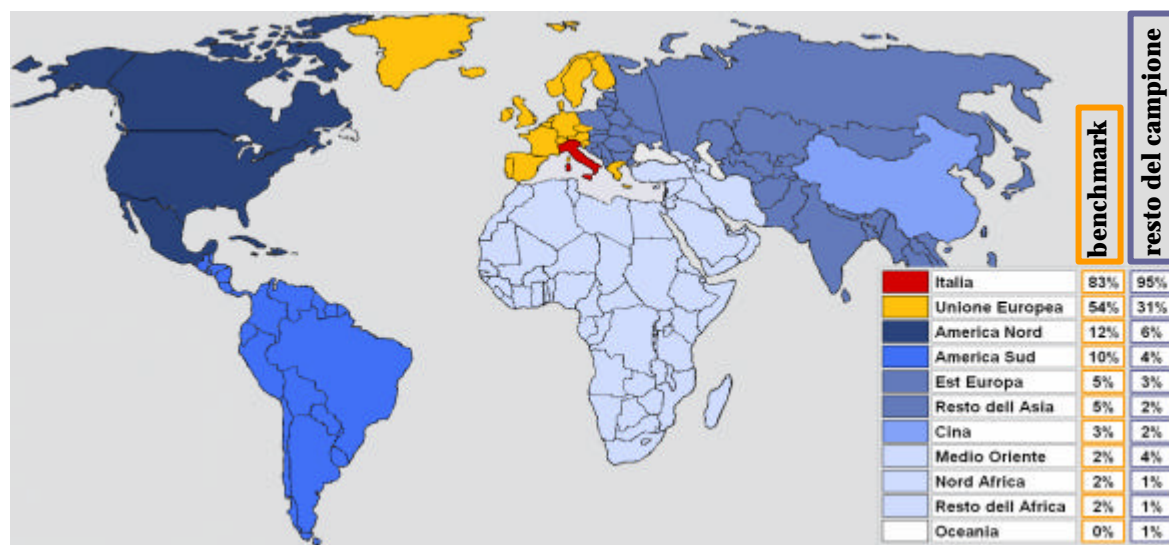 benchmark
resto del campione
Italia 83% 95%
Unione Europea 54% 31%
America Nord 12% 6%
America Sud 10% 4%
Est Europa 5% 3%
Resto dell Asia 5% 2%
Cina 3% 2%
Medio Oriente 2% 4%
Nord Africa 2% 1%
Resto dell Africa 2% 1%
Oceania 0% 1%